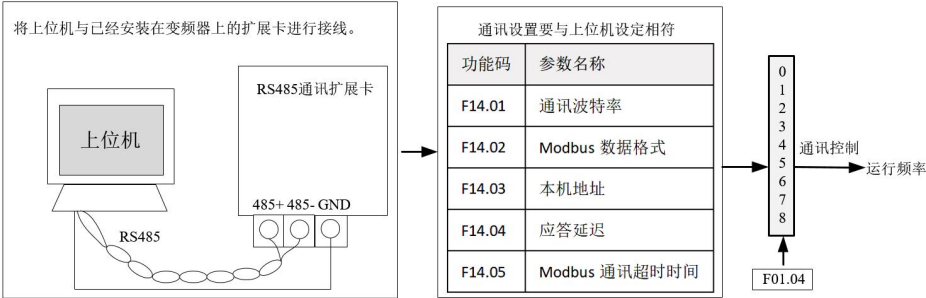 将上位机与已经安装在变频器上的扩展卡进行接线。
RS485通讯扩展卡
上位机
485+ 485- GND
RS485
通讯设置要与上位机设定相符
功能码 参数名称
F14.01 通讯波特率
F14.02 Modbus 数据格式
F14.03 本机地址
F14.04 应答延迟
F14.05 Modbus 通讯超时时间
0
1
2
3
4
5
6
7
8
通讯控制
运行频率
F01.04